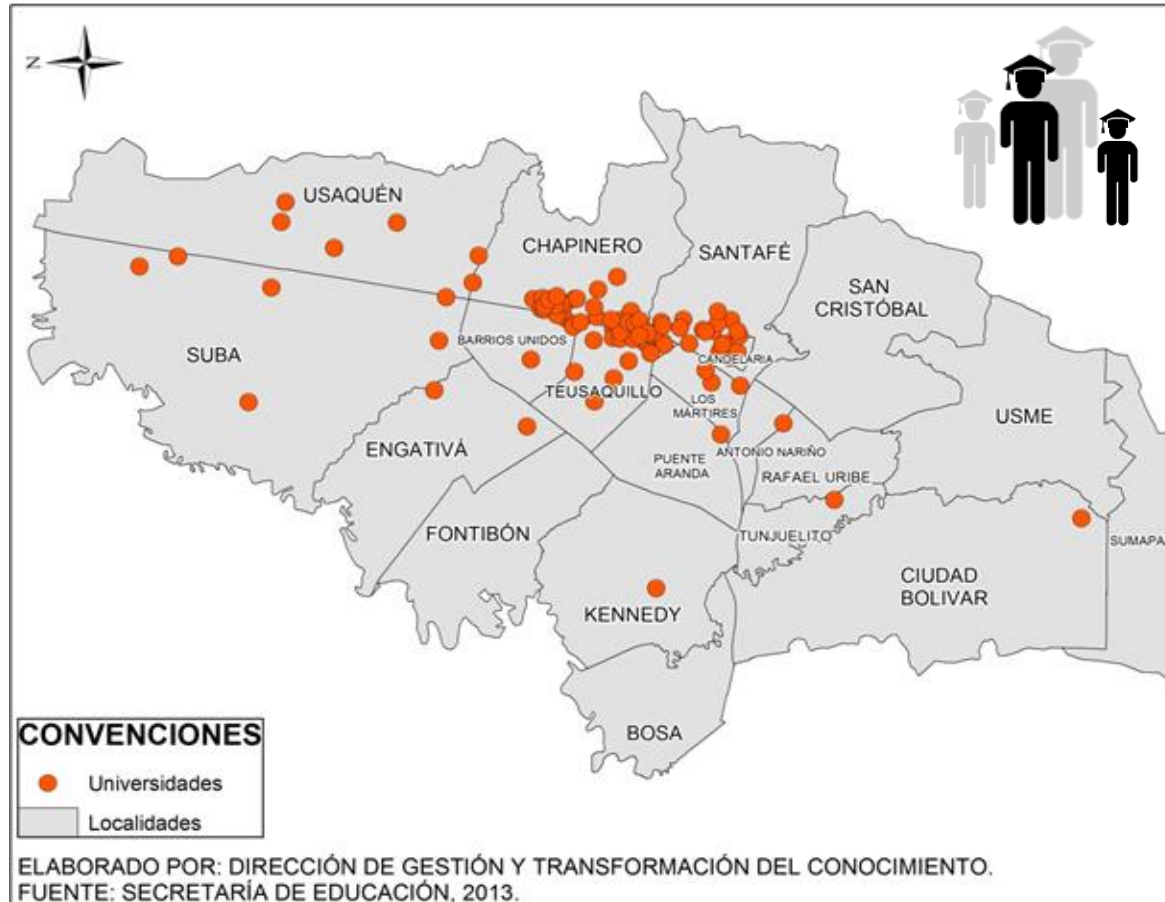 N
USAQUÉN
CHAPINERO
SANTAFÉ
SAN
CRISTÓBAL
SUBA
BARRIOS UNIDOS
CANDELARIA
TEUSAQUILLO
LOS
MÁRTIRES
USME
ENGATIVÁ
ANTONIO NARIÑO
PUENTE
ARANDA
RAFAEL URIBE
FONTIBÓN
TUNJUELITO
SUMAPA
CIUDAD
BOLIVAR
KENNEDY
BOSA
CONVENCIONES
Universidades
Localidades
ELABORADO POR: DIRECCIÓN DE GESTIÓN Y TRANSFORMACIÓN DEL CONOCIMIENTO.
FUENTE: SECRETARÍA DE EDUCACIÓN, 2013.